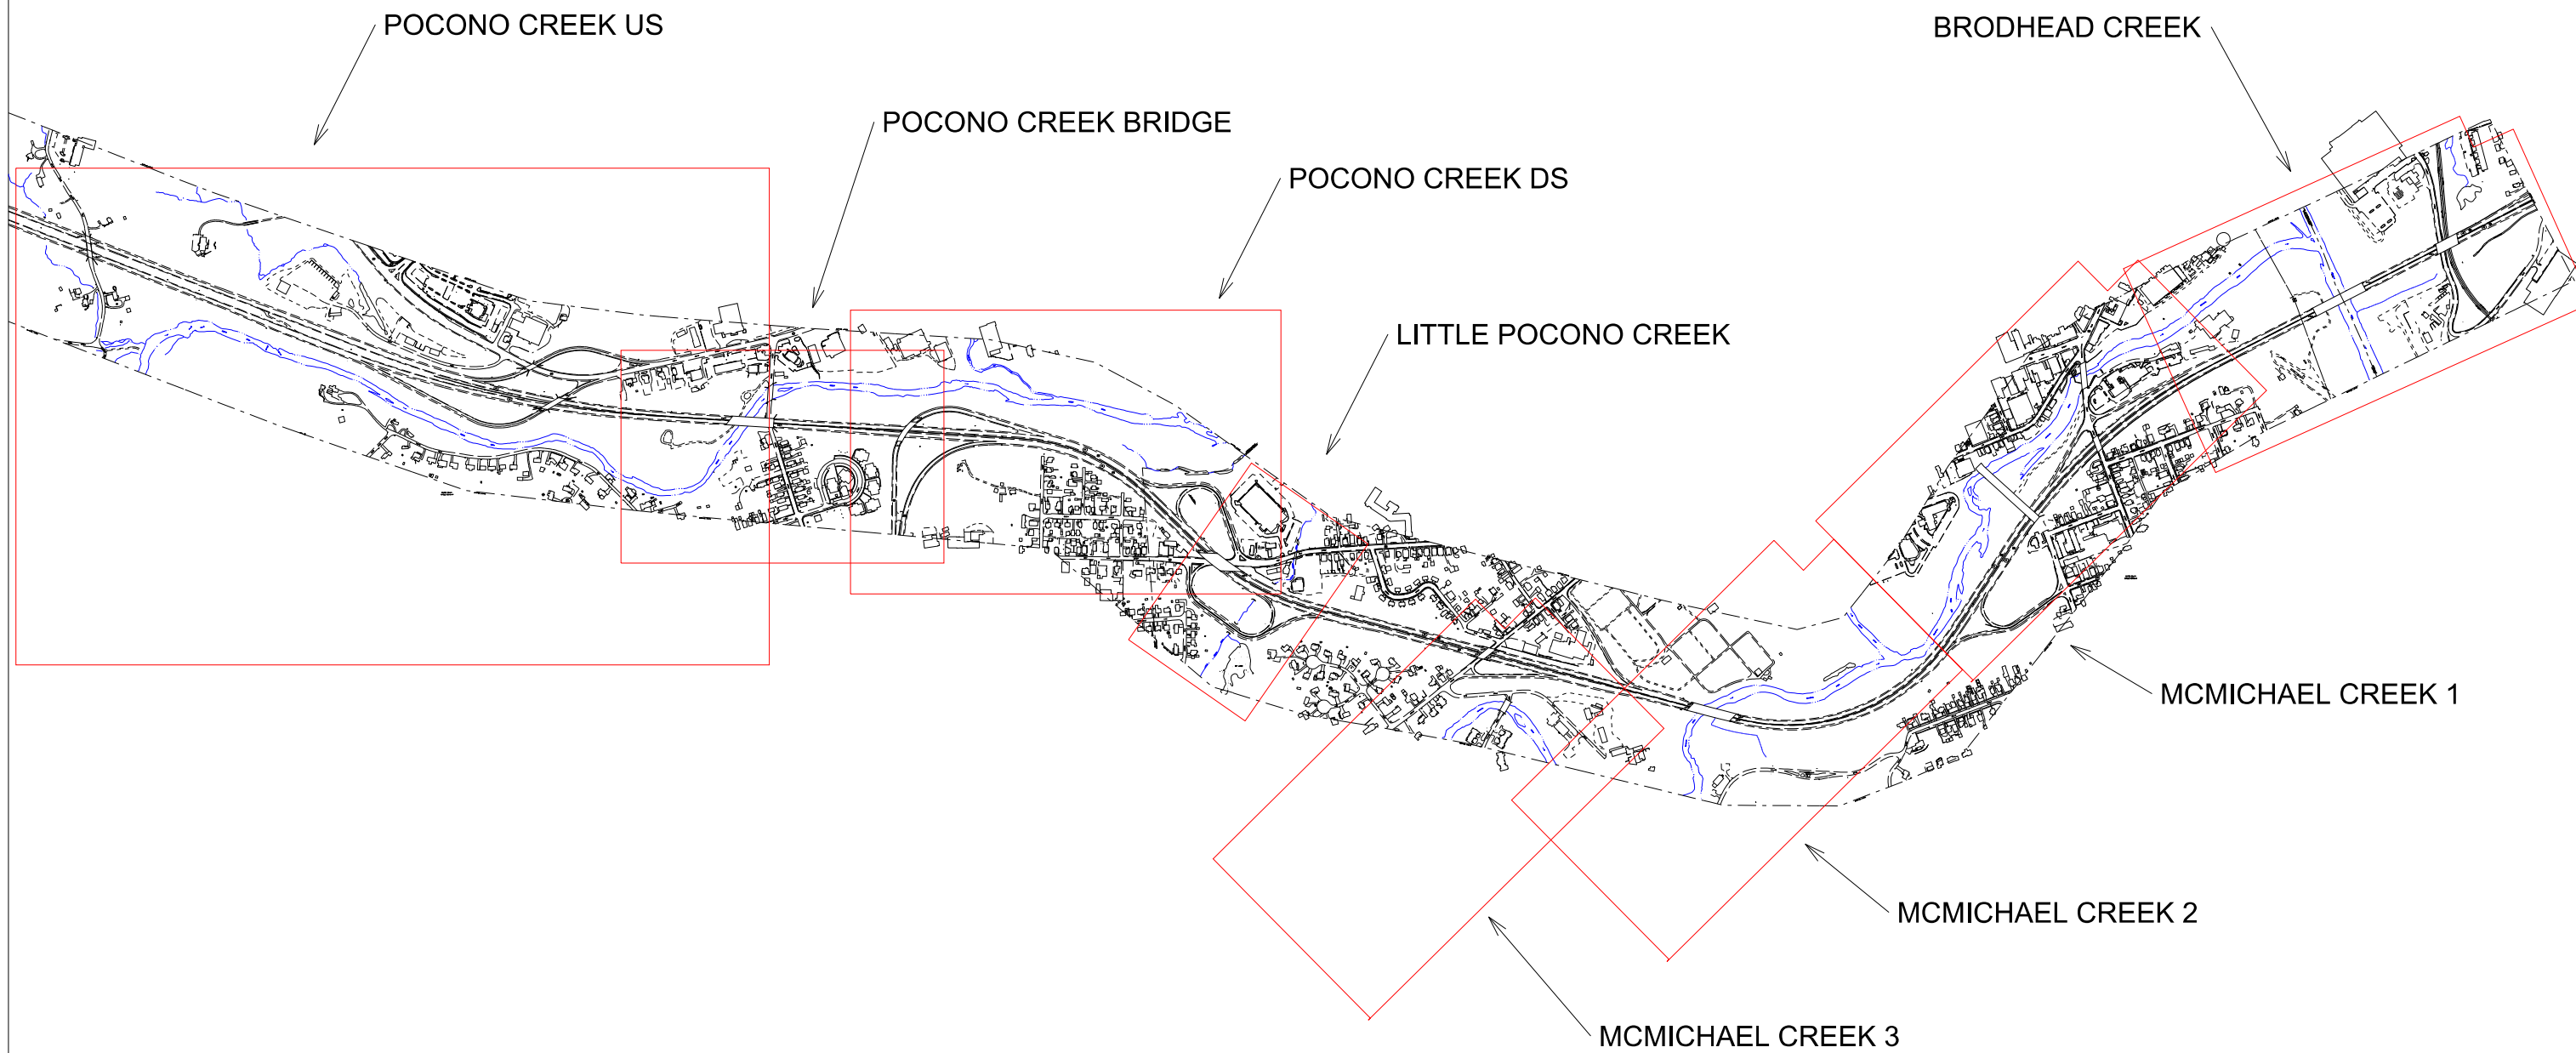 POCONO CREEK US
BRODHEAD CREEK
POCONO CREEK BRIDGE
POCONO CREEK DS
LITTLE POCONO CREEK
MCMICHAEL CREEK 1
MCMICHAEL CREEK 2
MCMICHAEL CREEK 3